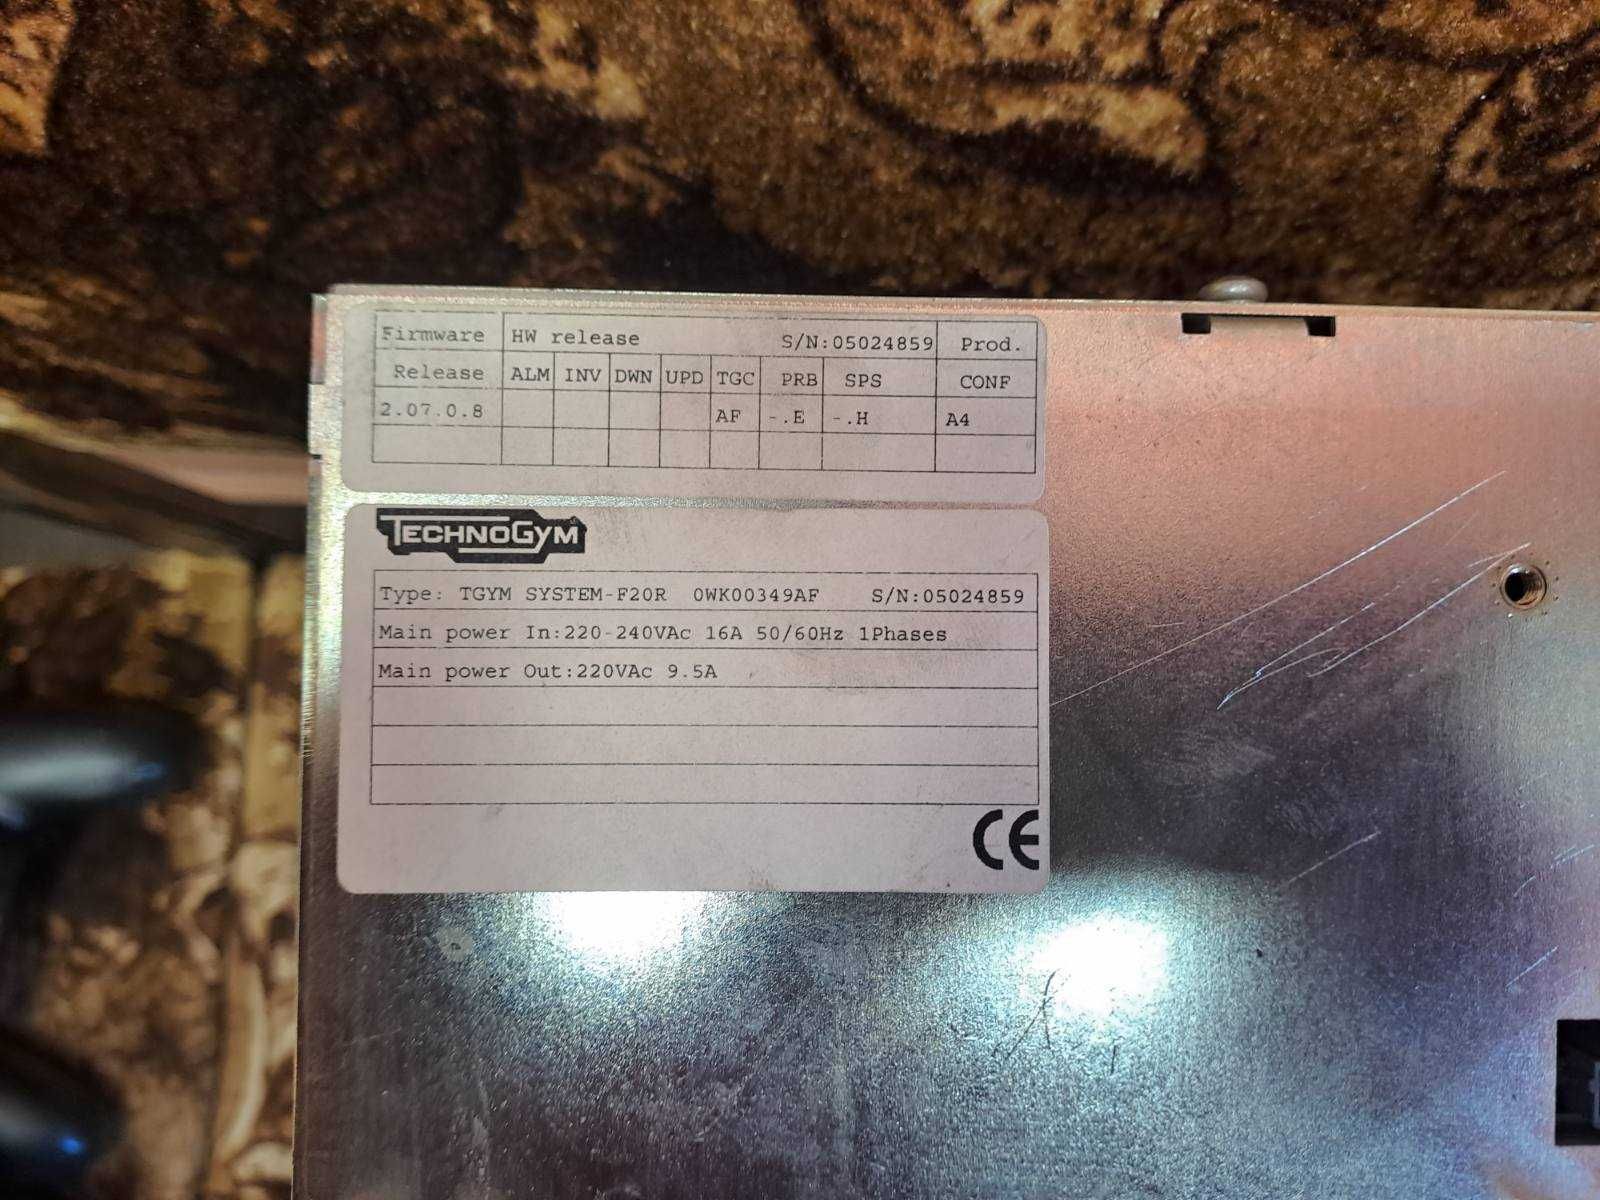 Firmware HW release S/N:05024859 Prod.
Release ALM INV DWN UPD TGC PRB SPS CONF
2.07.0.8 AF -.E -.H A4
TECHNOGYM
Type: TGYM SYSTEM-F20R 0WK00349AF S/N:05024859
Main power In:220-240VAc 16A 50/60Hz 1Phases
Main power Out:220VAc 9.5A
CE